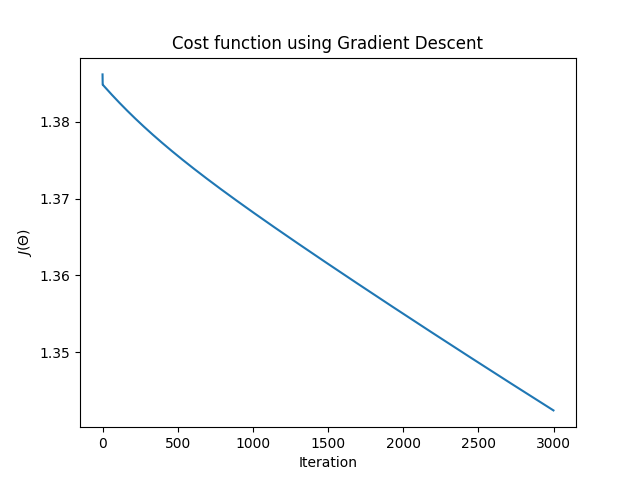 Cost function using Gradient Descent
1.38
1.37
1.36
1.35
J(Θ)
0 500 1000 1500 2000 2500 3000
Iteration